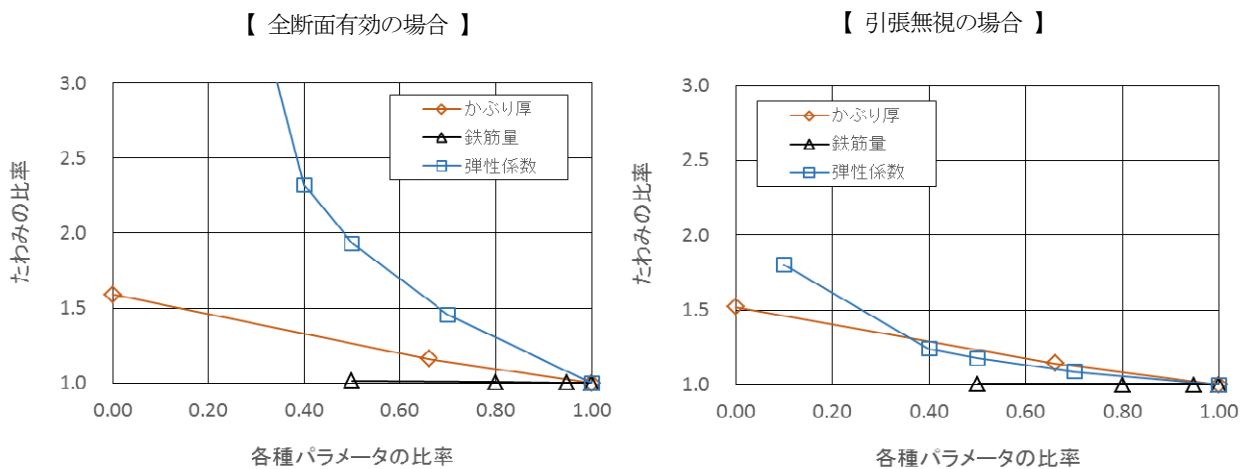 【 全断面有効の場合 】
3.0
2.5
2.0
1.5
1.0
0.00 0.20 0.40 0.60 0.80 1.00
たわみの比率
各種パラメータの比率
かぶり厚
鉄筋量
弾性係数
【 引張無視の場合 】
3.0
2.5
2.0
1.5
1.0
0.00 0.20 0.40 0.60 0.80 1.00
たわみの比率
各種パラメータの比率
かぶり厚
鉄筋量
弾性係数